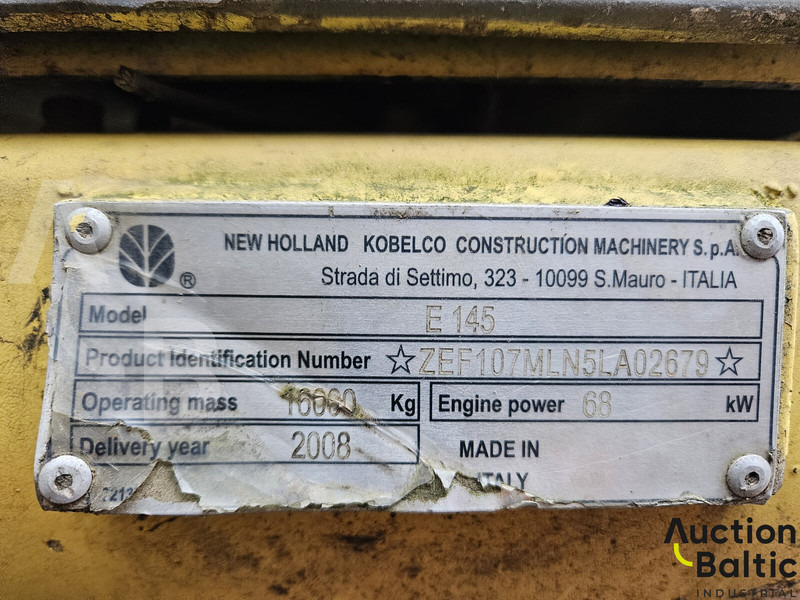 NEW HOLLAND KOBELCO CONSTRUCTION MACHINERY S.p.A.
®
Strada di Settimo, 323 - 10099 S.Mauro - ITALIA
Model E 145
Product Identification Number ☆ ZEF107MLN5LA02679 ☆
Operating mass 16060 Kg Engine power 68 kW
Delivery year 2008 MADE IN
ITALY
Auction
Baltic
INDUSTRIAL